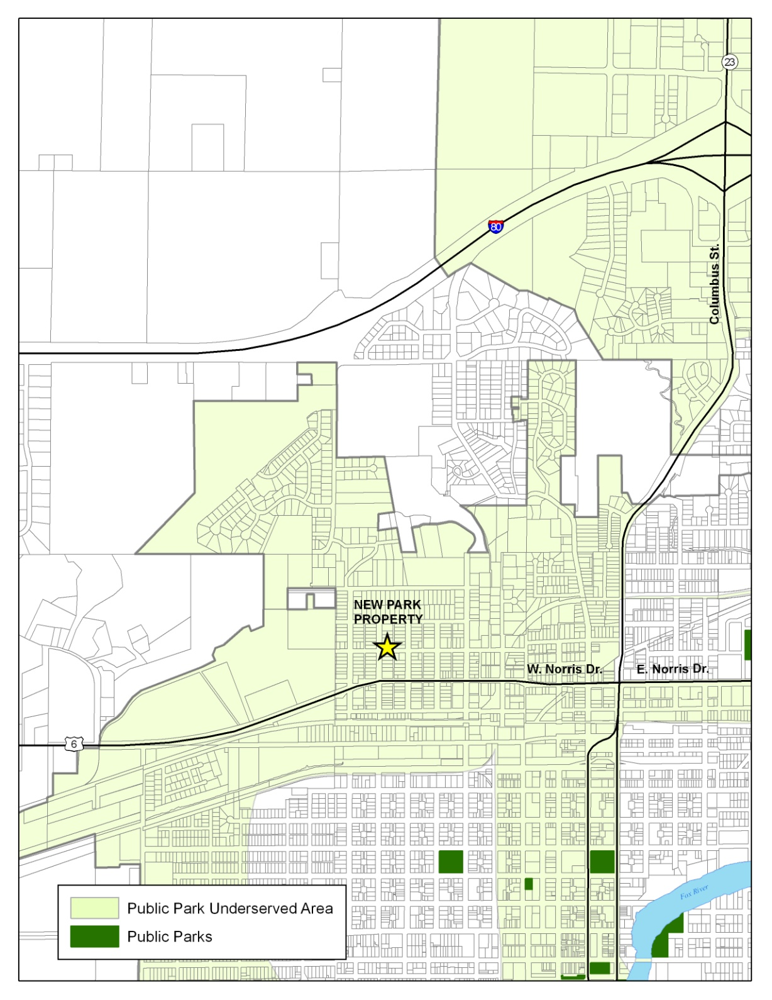 23
80
Columbus St.
NEW PARK
PROPERTY
W. Norris Dr.
E. Norris Dr.
6
Fox River
Public Park Underserved Area
Public Parks